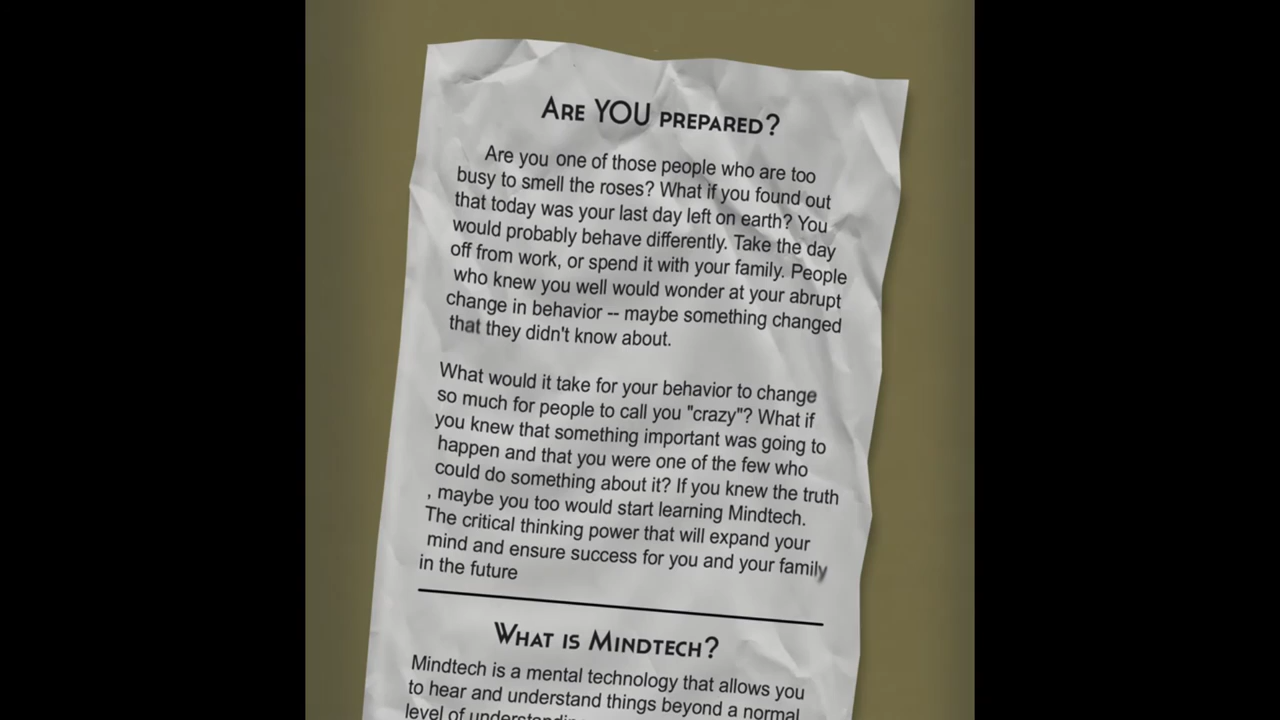 Are YOU prepared?
Are you one of those people who are too
busy to smell the roses? What if you found out
that today was your last day left on earth? You
would probably behave differently. Take the day
off from work, or spend it with your family. People
who knew you well would wonder at your abrupt
change in behavior -- maybe something changed
that they didn't know about.
What would it take for your behavior to change
so much for people to call you "crazy"? What if
you knew that something important was going to
happen and that you were one of the few who
could do something about it? If you knew the truth
, maybe you too would start learning Mindtech.
The critical thinking power that will expand your
mind and ensure success for you and your family
in the future
What is Mindtech?
Mindtech is a mental technology that allows you
to hear and understand things beyond a normal
level of understanding